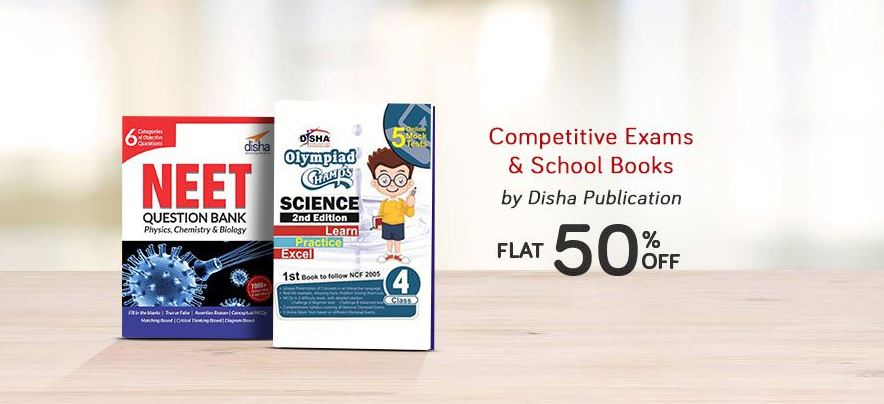 6 Categories
of Objective
Questions
disha
NEET
QUESTION BANK
Physics, Chemistry & Biology
7000+
Fill in the blanks | True or False | Assertion Reason | Conceptual MCQs
Matching Based | Critical Thinking Based | Diagram Based
DISHA
5 Online
Mock
Tests
Olympiad
CHAMPS
SCIENCE
2nd Edition
Learn
Practice
Excel
1st Book to follow NCF 2005
4
Class
Competitive Exams
& School Books
by Disha Publication
FLAT 50% OFF